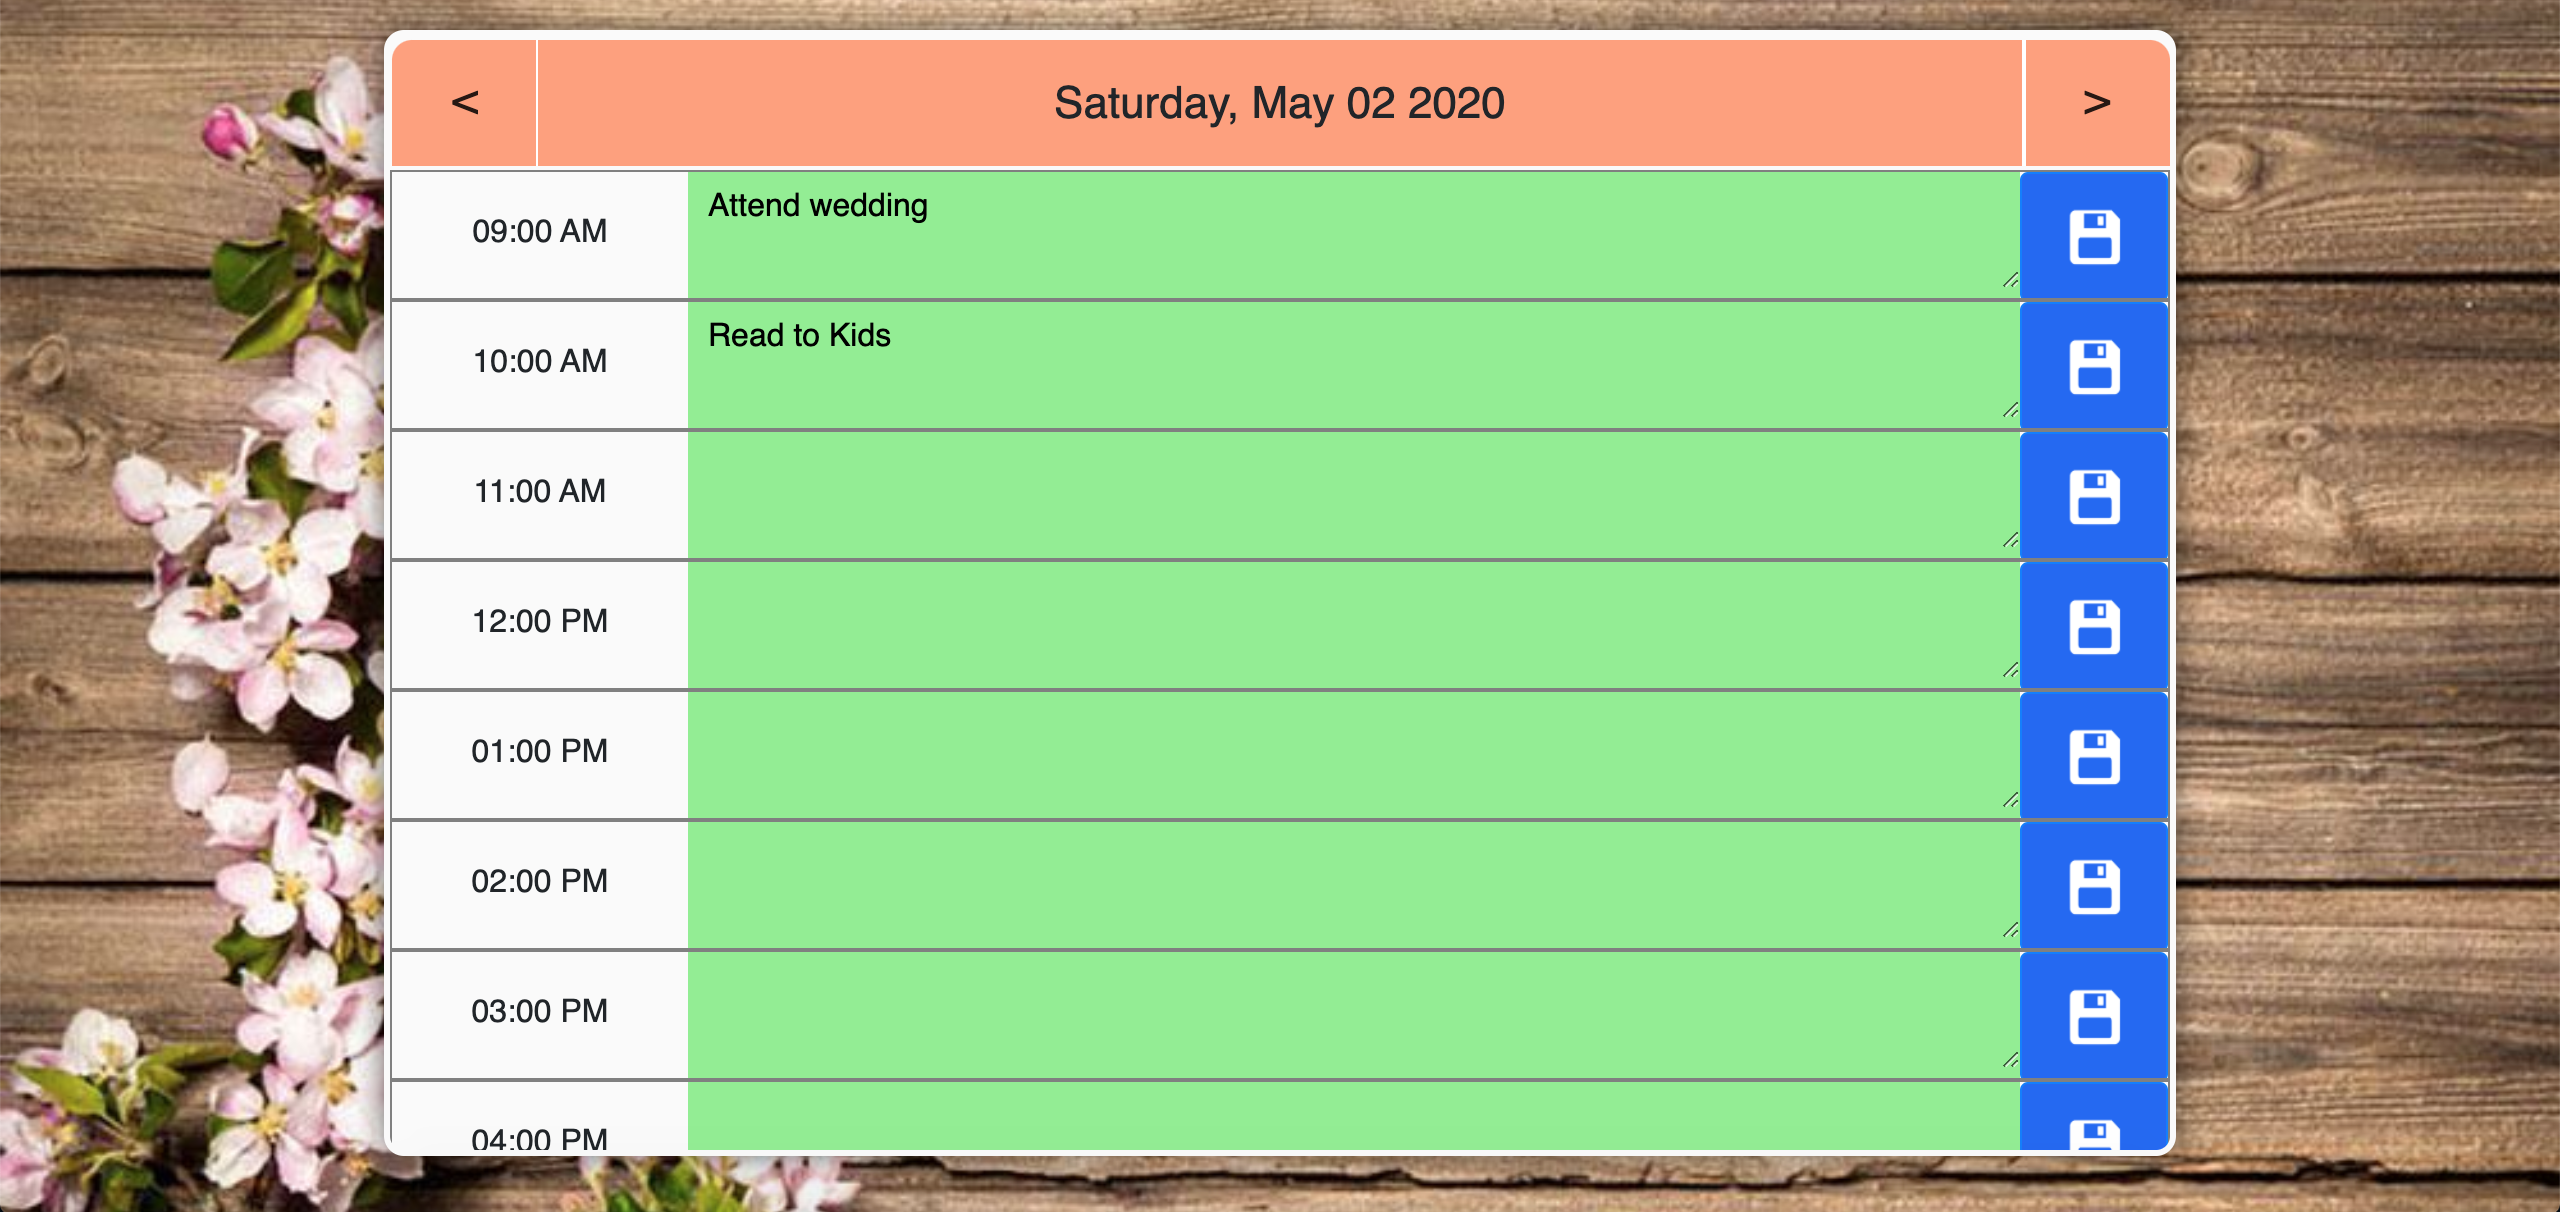 < Saturday, May 02 2020 >
09:00 AM Attend wedding
10:00 AM Read to Kids
11:00 AM
12:00 PM
01:00 PM
02:00 PM
03:00 PM
04:00 PM